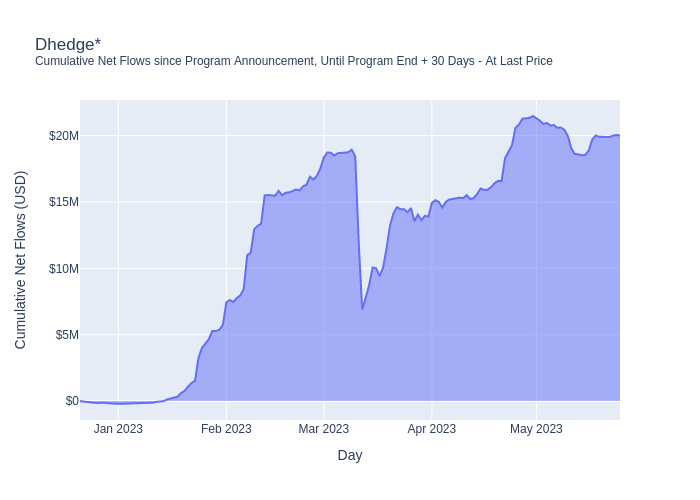 Dhedge*
Cumulative Net Flows since Program Announcement, Until Program End + 30 Days - At Last Price
Cumulative Net Flows (USD)
$20M
$15M
$10M
$5M
$0
Jan 2023
Feb 2023
Mar 2023
Apr 2023
May 2023
Day